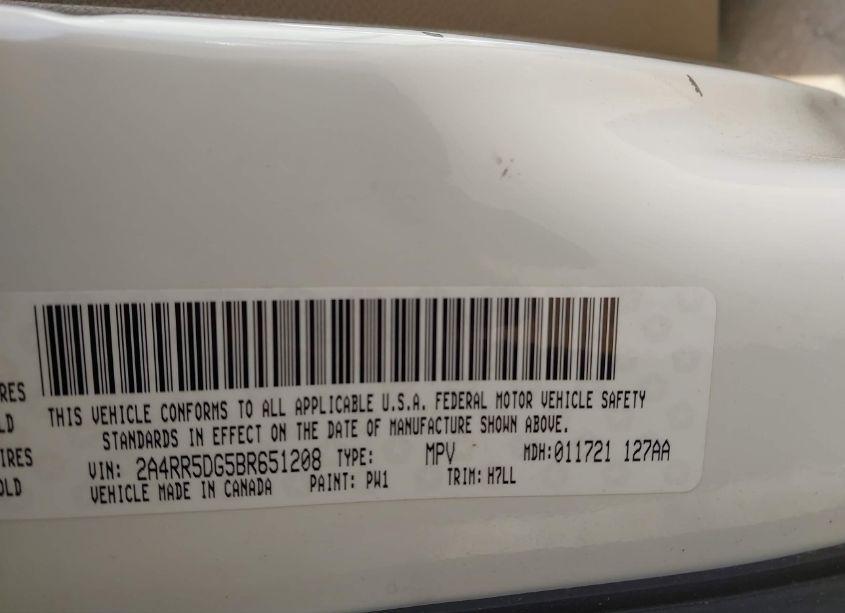 RES
LD
IRES
OLD
THIS VEHICLE CONFORMS TO ALL APPLICABLE U.S.A. FEDERAL MOTOR VEHICLE SAFETY
STANDARDS IN EFFECT ON THE DATE OF MANUFACTURE SHOWN ABOVE.
VIN: 2A4RR5DG5BR651208 TYPE: MPV MDH:011721 127AA
VEHICLE MADE IN CANADA PAINT: PW1 TRIM: H7LL